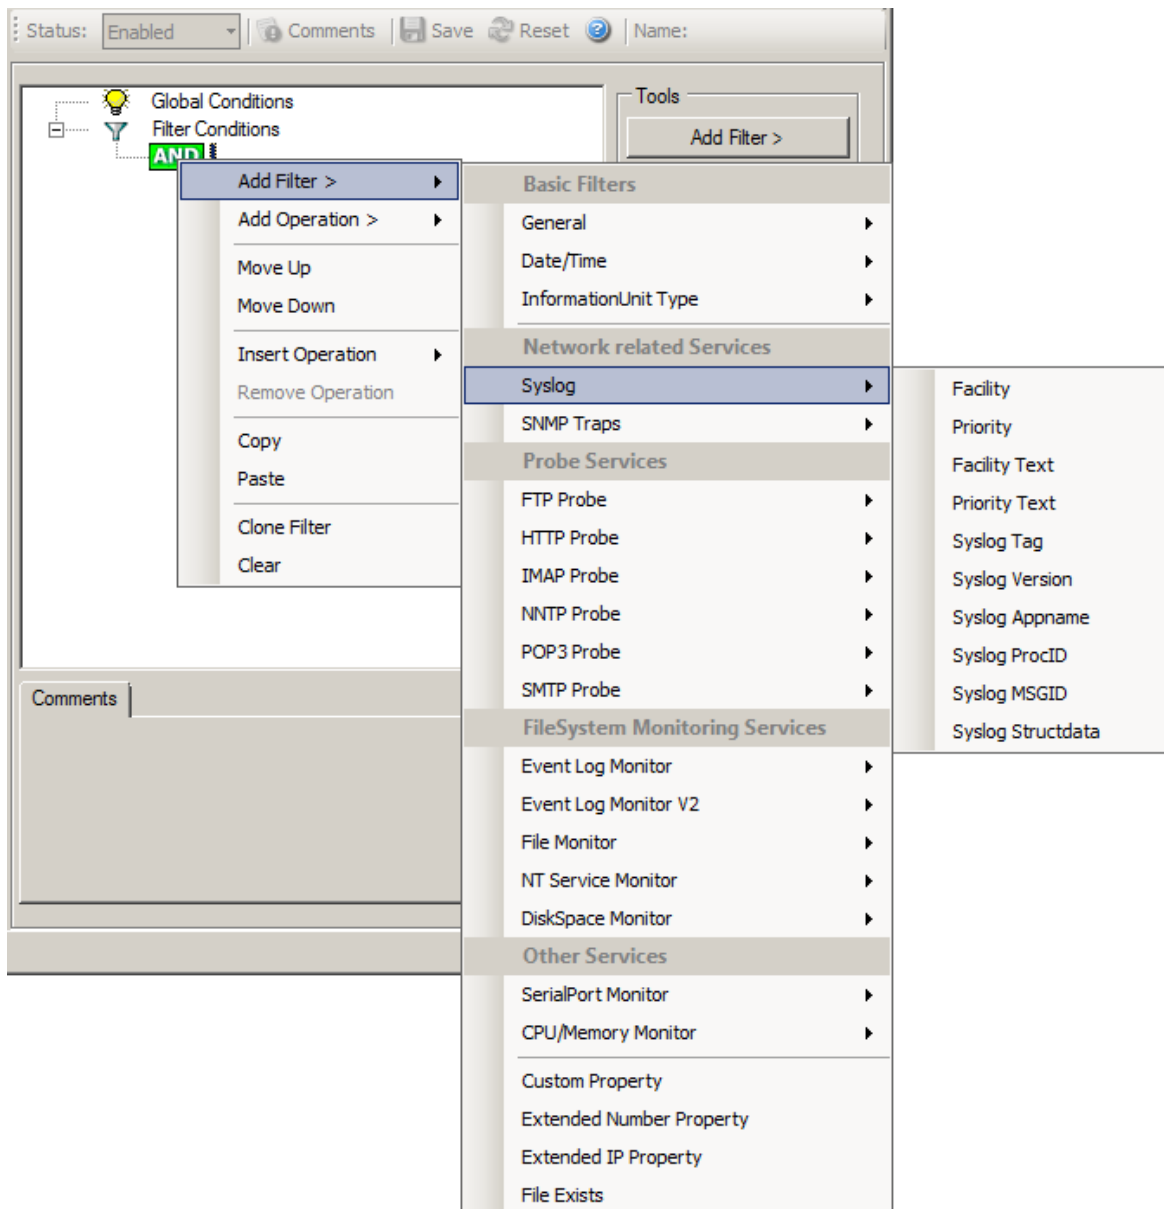 Status: Enabled Comments Save Reset Name:
Global Conditions
Filter Conditions
AND
Tools
Add Filter >
Add Filter >
Add Operation >
Move Up
Move Down
Insert Operation
Remove Operation
Copy
Paste
Clone Filter
Clear
Basic Filters
General
Date/Time
InformationUnit Type
Network related Services
Syslog
SNMP Traps
Probe Services
FTP Probe
HTTP Probe
IMAP Probe
NNTP Probe
POP3 Probe
SMTP Probe
FileSystem Monitoring Services
Event Log Monitor
Event Log Monitor V2
File Monitor
NT Service Monitor
DiskSpace Monitor
Other Services
SerialPort Monitor
CPU/Memory Monitor
Custom Property
Extended Number Property
Extended IP Property
File Exists
Facility
Priority
Facility Text
Priority Text
Syslog Tag
Syslog Version
Syslog Appname
Syslog ProcID
Syslog MSGID
Syslog Structdata
Comments